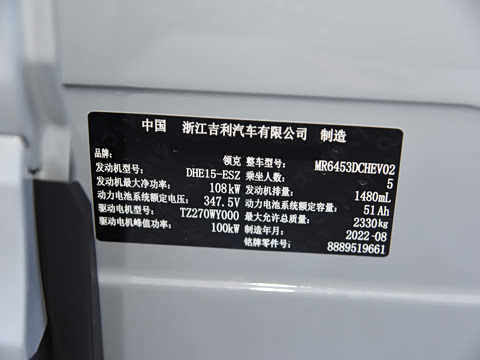 中国 浙江吉利汽车有限公司 制造
品牌: 领克 整车型号: MR6453DCHEV02
发动机型号: DHE15-ESZ 乘坐人数: 5
发动机最大净功率: 108kW 发动机排量: 1480mL
动力电池系统额定电压: 347.5V 动力电池系统额定容量: 51Ah
驱动电机型号: TZ270WY000 最大允许总质量: 2330kg
驱动电机峰值功率: 100kW 制造年月: 2022-08
铭牌零件号: 8889519661